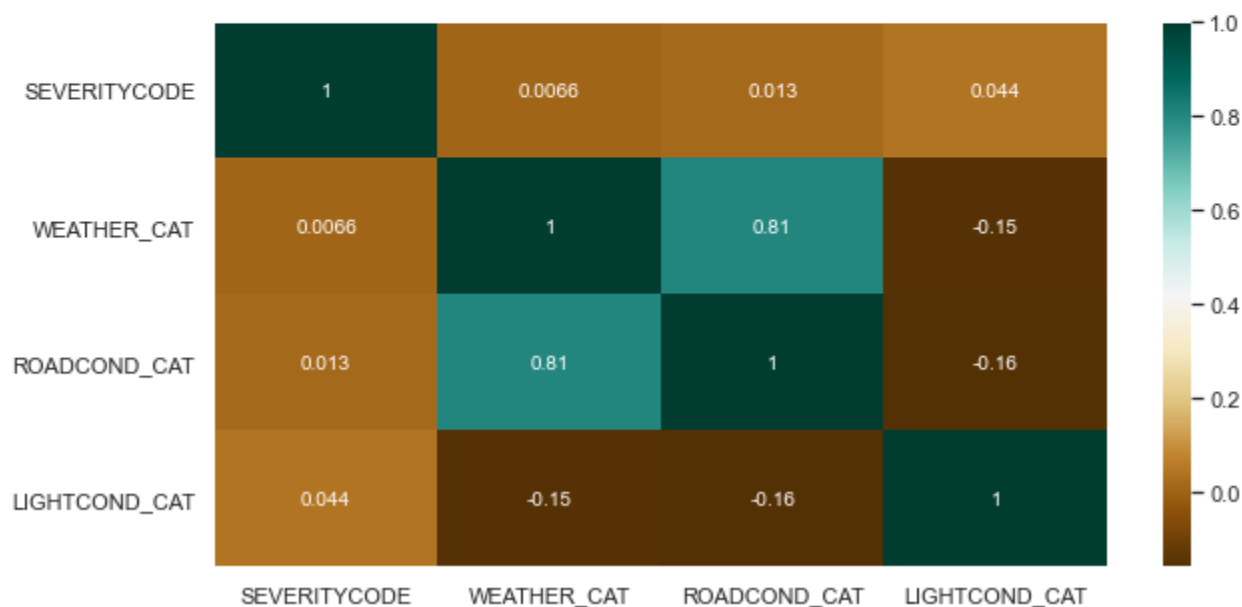 SEVERITYCODE 1 0.0066 0.013 0.044
WEATHER_CAT 0.0066 1 0.81 -0.15
ROADCOND_CAT 0.013 0.81 1 -0.16
LIGHTCOND_CAT 0.044 -0.15 -0.16 1
SEVERITYCODE WEATHER_CAT ROADCOND_CAT LIGHTCOND_CAT
1.0
0.8
0.6
0.4
0.2
0.0